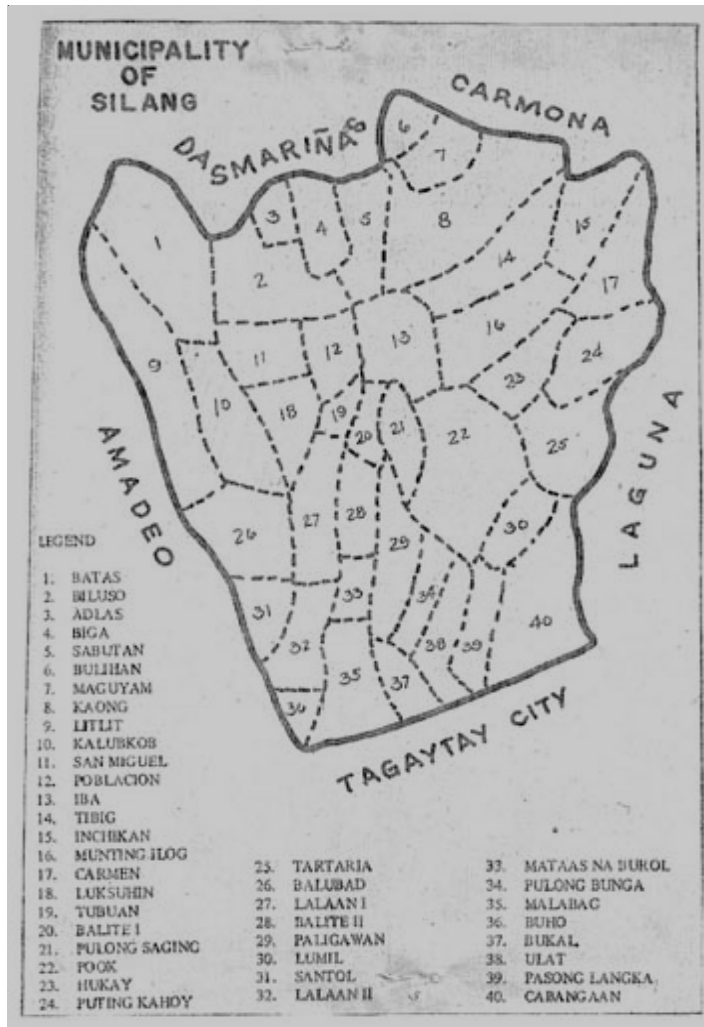 MUNICIPALITY
OF
SILANG
DASMARIÑAS
CARMONA
6
7
15
3
4
5
8
1
14
2
17
16
13
12
11
24
9
23
10
18
19
20
21
22
25
AMADEO
LAGUNA
26
27
28
30
29
31
33
34
32
40
38
39
35
37
36
TAGAYTAY CITY
LEGEND
1. BATAS
2. BILUSO
3. ADLAS
4. BIGA
5. SABUTAN
6. BULIHAN
7. MAGUYAM
8. KAONG
9. LITLIT
10. KALUBKOB
11. SAN MIGUEL
12. POBLACION
13. IBA
14. TIBIG
15. INCHIKAN
16. MUNTING ILOG
17. CARMEN
18. LUKSUHIN
19. TUBUAN
20. BALITE I
21. PULONG SAGING
22. POOK
23. HUKAY
24. PUTING KAHOY
25. TARTARIA
26. BALUBAD
27. LALAAN I
28. BALITE II
29. PALIGAWAN
30. LUMIL
31. SANTOL
32. LALAAN II
33. MATAAS NA BUROL
34. PULONG BUNGA
35. MALABAG
36. BUHO
37. BUKAL
38. ULAT
39. PASONG LANGKA
40. CABANGAAN